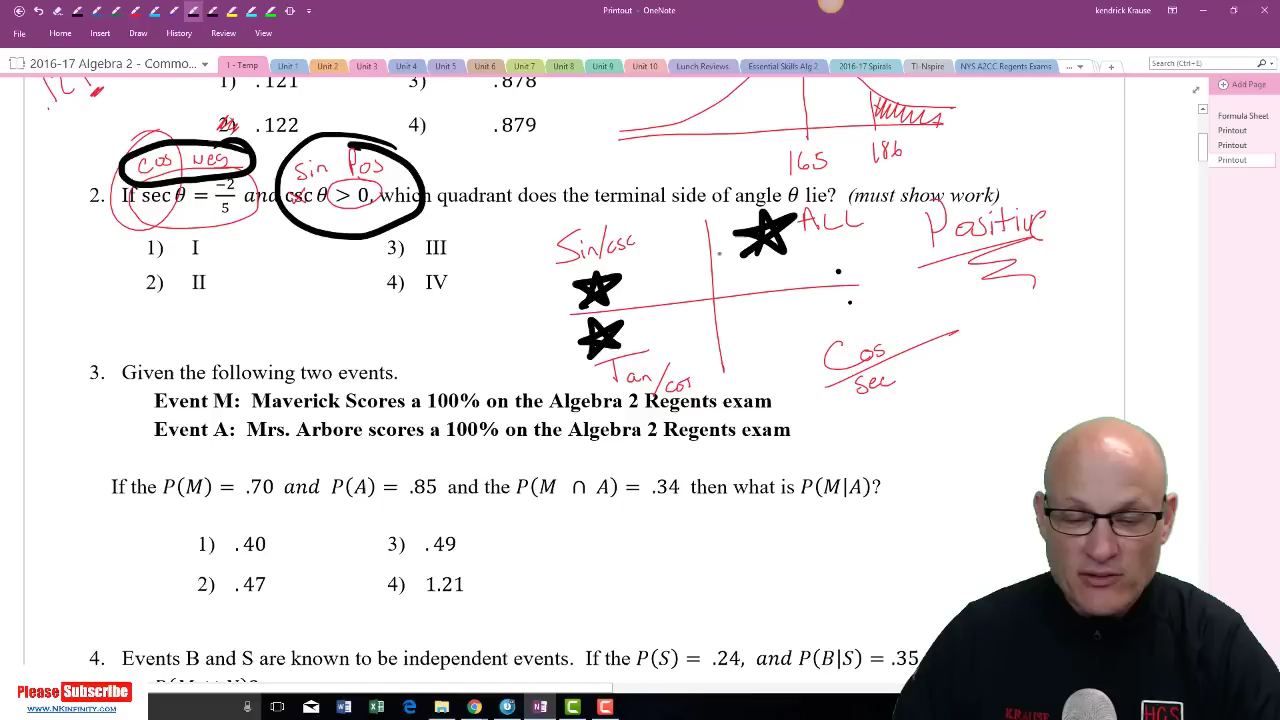 Printout - OneNote
kendrick Krause
File Home Insert Draw History Review View
2016-17 Algebra 2 - Commo...
I - Temp Unit 1 Unit 2 Unit 3 Unit 4 Unit 5 Unit 6 Unit 7 Unit 8 Unit 9 Unit 10 Lunch Reviews Essential Skills Alg 2 2016-17 Spirals TI-Nspire NYS A2CC Regents Exams ...
Search (Ctrl+E)
Add Page
Formula Sheet
Printout
Printout
Printout
1) .121 3) .878
2) .122 4) .879
165 186
cos neg
sin Pos
2. If sec θ = -2/5 and csc θ > 0, which quadrant does the terminal side of angle θ lie? (must show work)
1) I 3) III
2) II 4) IV
Sin/csc
ALL
Positive
Tan/cot
Cos
sec
3. Given the following two events.
Event M: Maverick Scores a 100% on the Algebra 2 Regents exam
Event A: Mrs. Arbore scores a 100% on the Algebra 2 Regents exam
If the P(M) = .70 and P(A) = .85 and the P(M ∩ A) = .34 then what is P(M|A)?
1) .40 3) .49
2) .47 4) 1.21
4. Events B and S are known to be independent events. If the P(S) = .24, and P(B|S) = .35
Please Subscribe
www.NKinfinity.com
KRAUSE
HCS